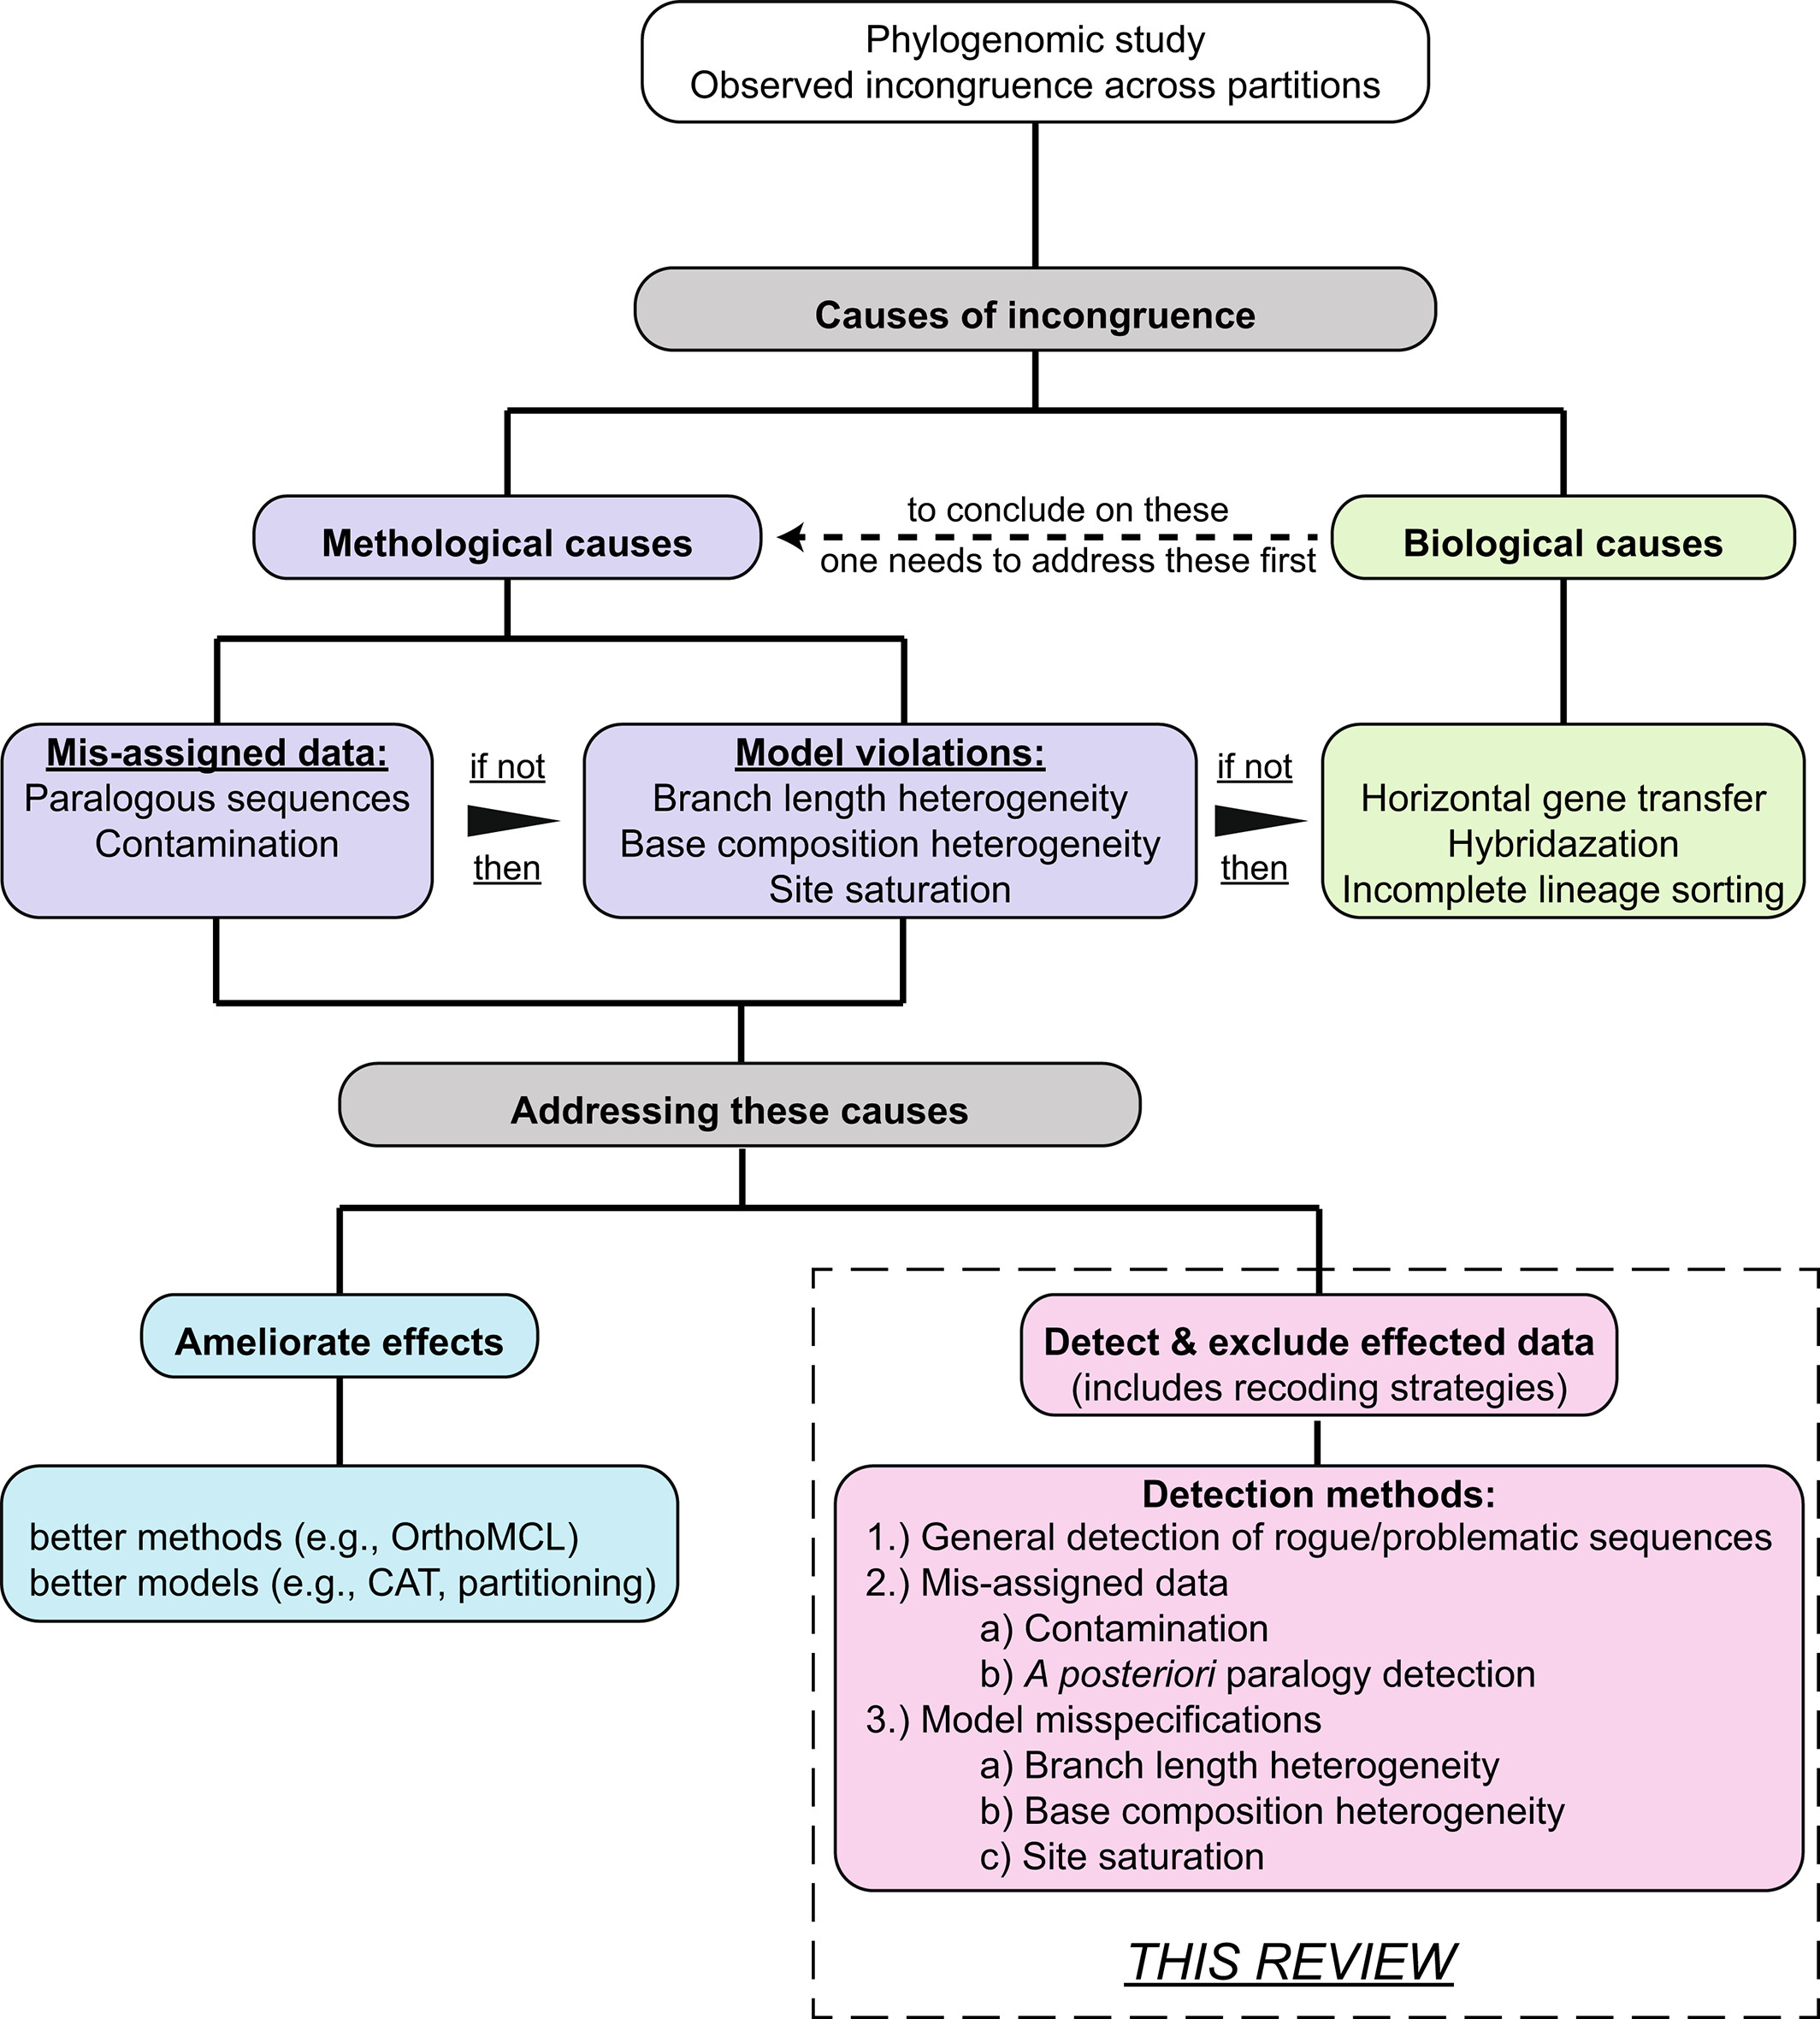 Phylogenomic study
Observed incongruence across partitions
Causes of incongruence
Methological causes
to conclude on these
one needs to address these first
Biological causes
Mis-assigned data:
Paralogous sequences
Contamination
if not
then
Model violations:
Branch length heterogeneity
Base composition heterogeneity
Site saturation
if not
then
Horizontal gene transfer
Hybridazation
Incomplete lineage sorting
Addressing these causes
Ameliorate effects
better methods (e.g., OrthoMCL)
better models (e.g., CAT, partitioning)
Detect & exclude effected data
(includes recoding strategies)
Detection methods:
1.) General detection of rogue/problematic sequences
2.) Mis-assigned data
a) Contamination
b) A posteriori paralogy detection
3.) Model misspecifications
a) Branch length heterogeneity
b) Base composition heterogeneity
c) Site saturation
THIS REVIEW